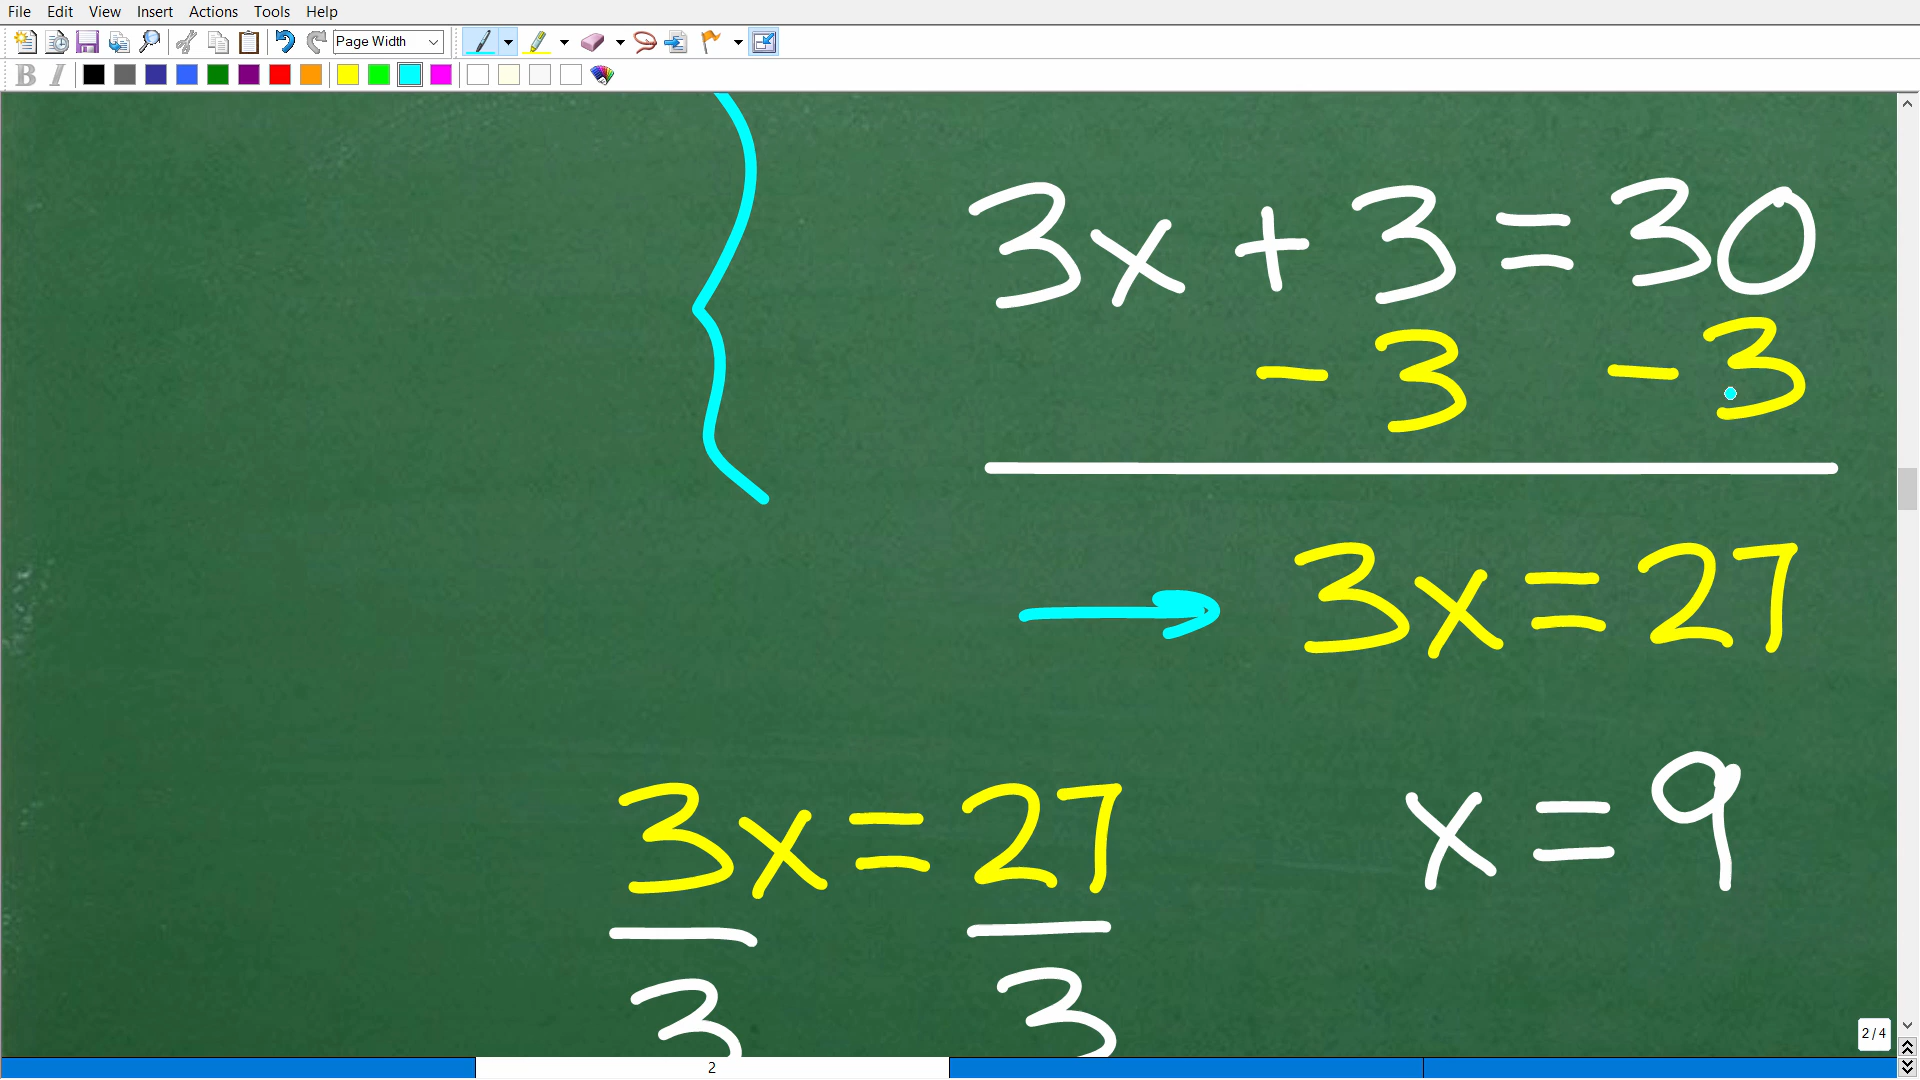 File Edit View Insert Actions Tools Help
Page Width
B I
3x + 3 = 30
- 3 - 3
3x = 27
3x = 27
3 3
x = 9
2 / 4
2